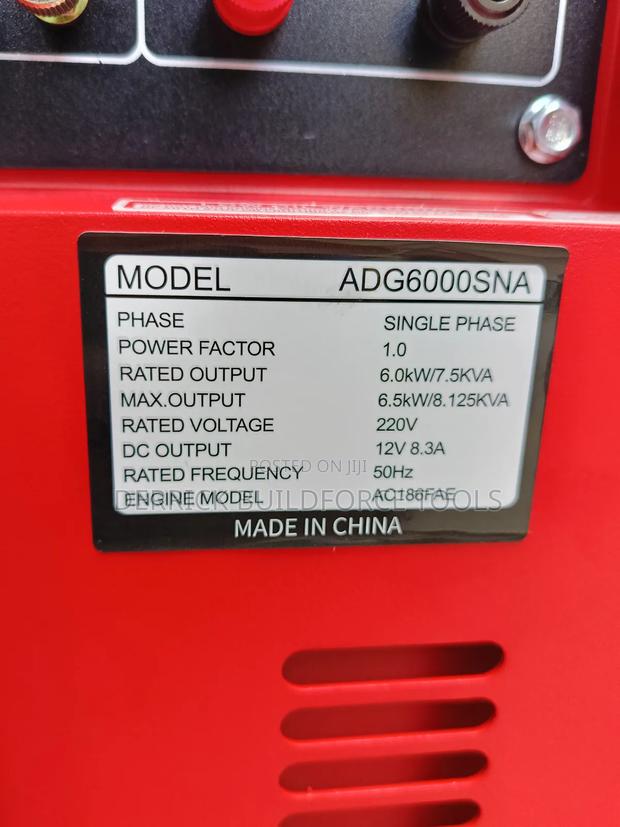 MODEL ADG6000SNA
PHASE SINGLE PHASE
POWER FACTOR 1.0
RATED OUTPUT 6.0kW/7.5KVA
MAX.OUTPUT 6.5kW/8.125KVA
RATED VOLTAGE 220V
DC OUTPUT 12V 8.3A
POSTED ON JIJI
RATED FREQUENCY 50Hz
ENGINE MODEL AC186FAE
DERRICK BUILDFORCE TOOLS
MADE IN CHINA